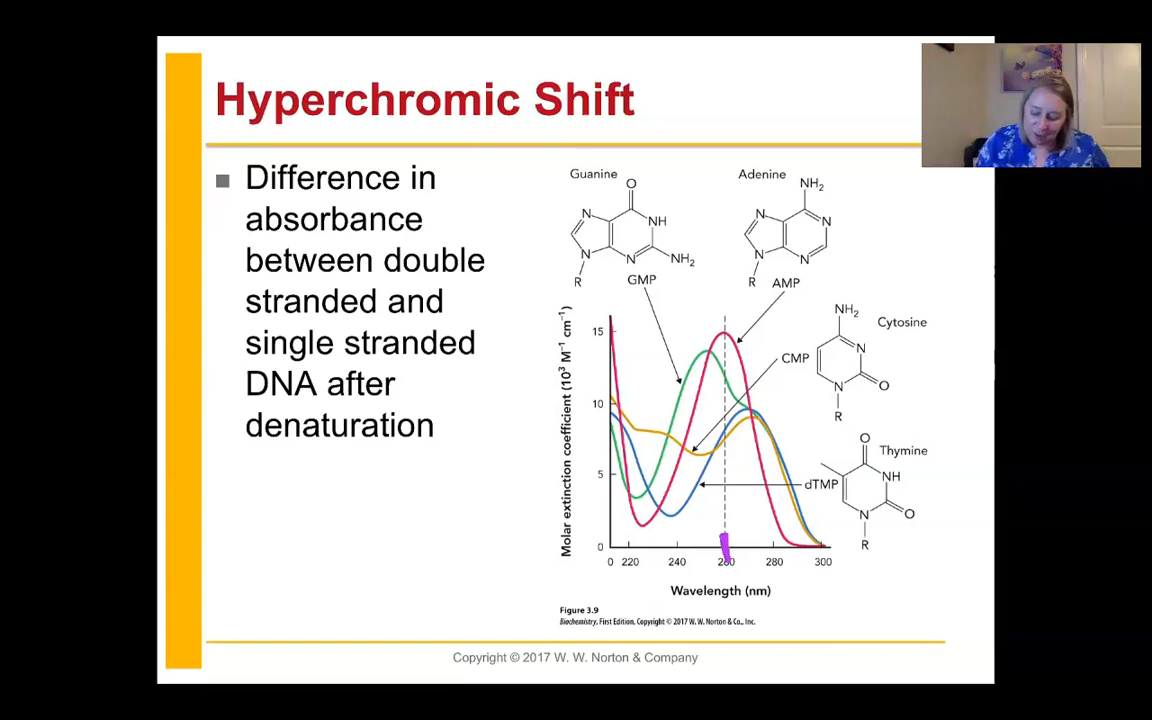 Hyperchromic Shift
Difference in
absorbance
between double
stranded and
single stranded
DNA after
denaturation
Guanine
Adenine
O
NH₂
N
NH
N
N
N
N
NH₂
N
N
R
R
GMP
AMP
NH₂
Cytosine
CMP
N
N
O
R
O
Thymine
NH
dTMP
N
O
R
Molar extinction coefficient (10³ M⁻¹ cm⁻¹)
15
10
5
0
0 220 240 260 280 300
Wavelength (nm)
Figure 3.9
Biochemistry, First Edition, Copyright © 2017 W. W. Norton & Co., Inc.
Copyright © 2017 W. W. Norton & Company